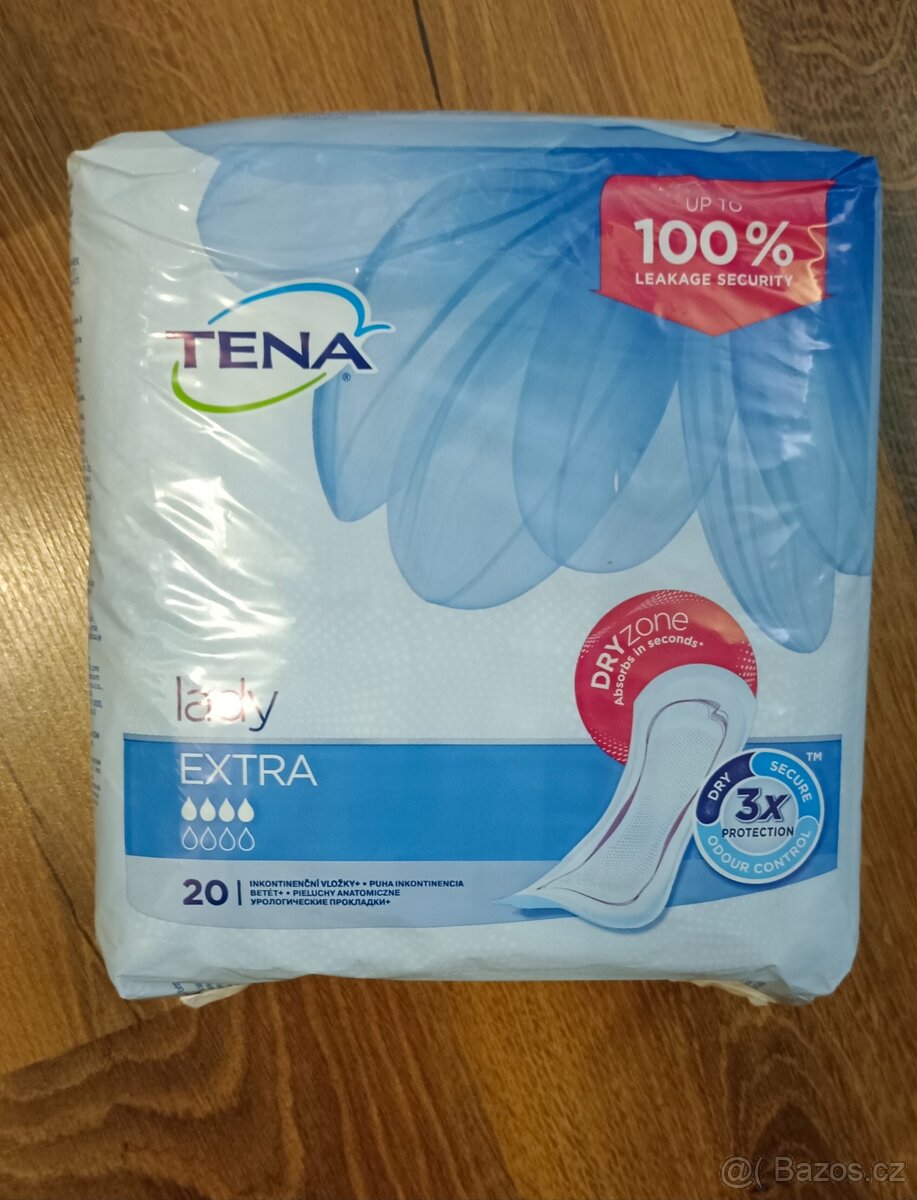 UP TO
100%
LEAKAGE SECURITY
TENA
®
DRYzone
Absorbs in seconds*
lady
EXTRA
DRY SECURE TM
3x
PROTECTION
ODOUR CONTROL
20
INKONTINENČNÍ VLOŽKY+ • PUHA INKONTINENCIA
BETÉT+ • PIELUCHY ANATOMICZNE
УРОЛОГИЧЕСКИЕ ПРОКЛАДКИ+
@( Bazos.cz